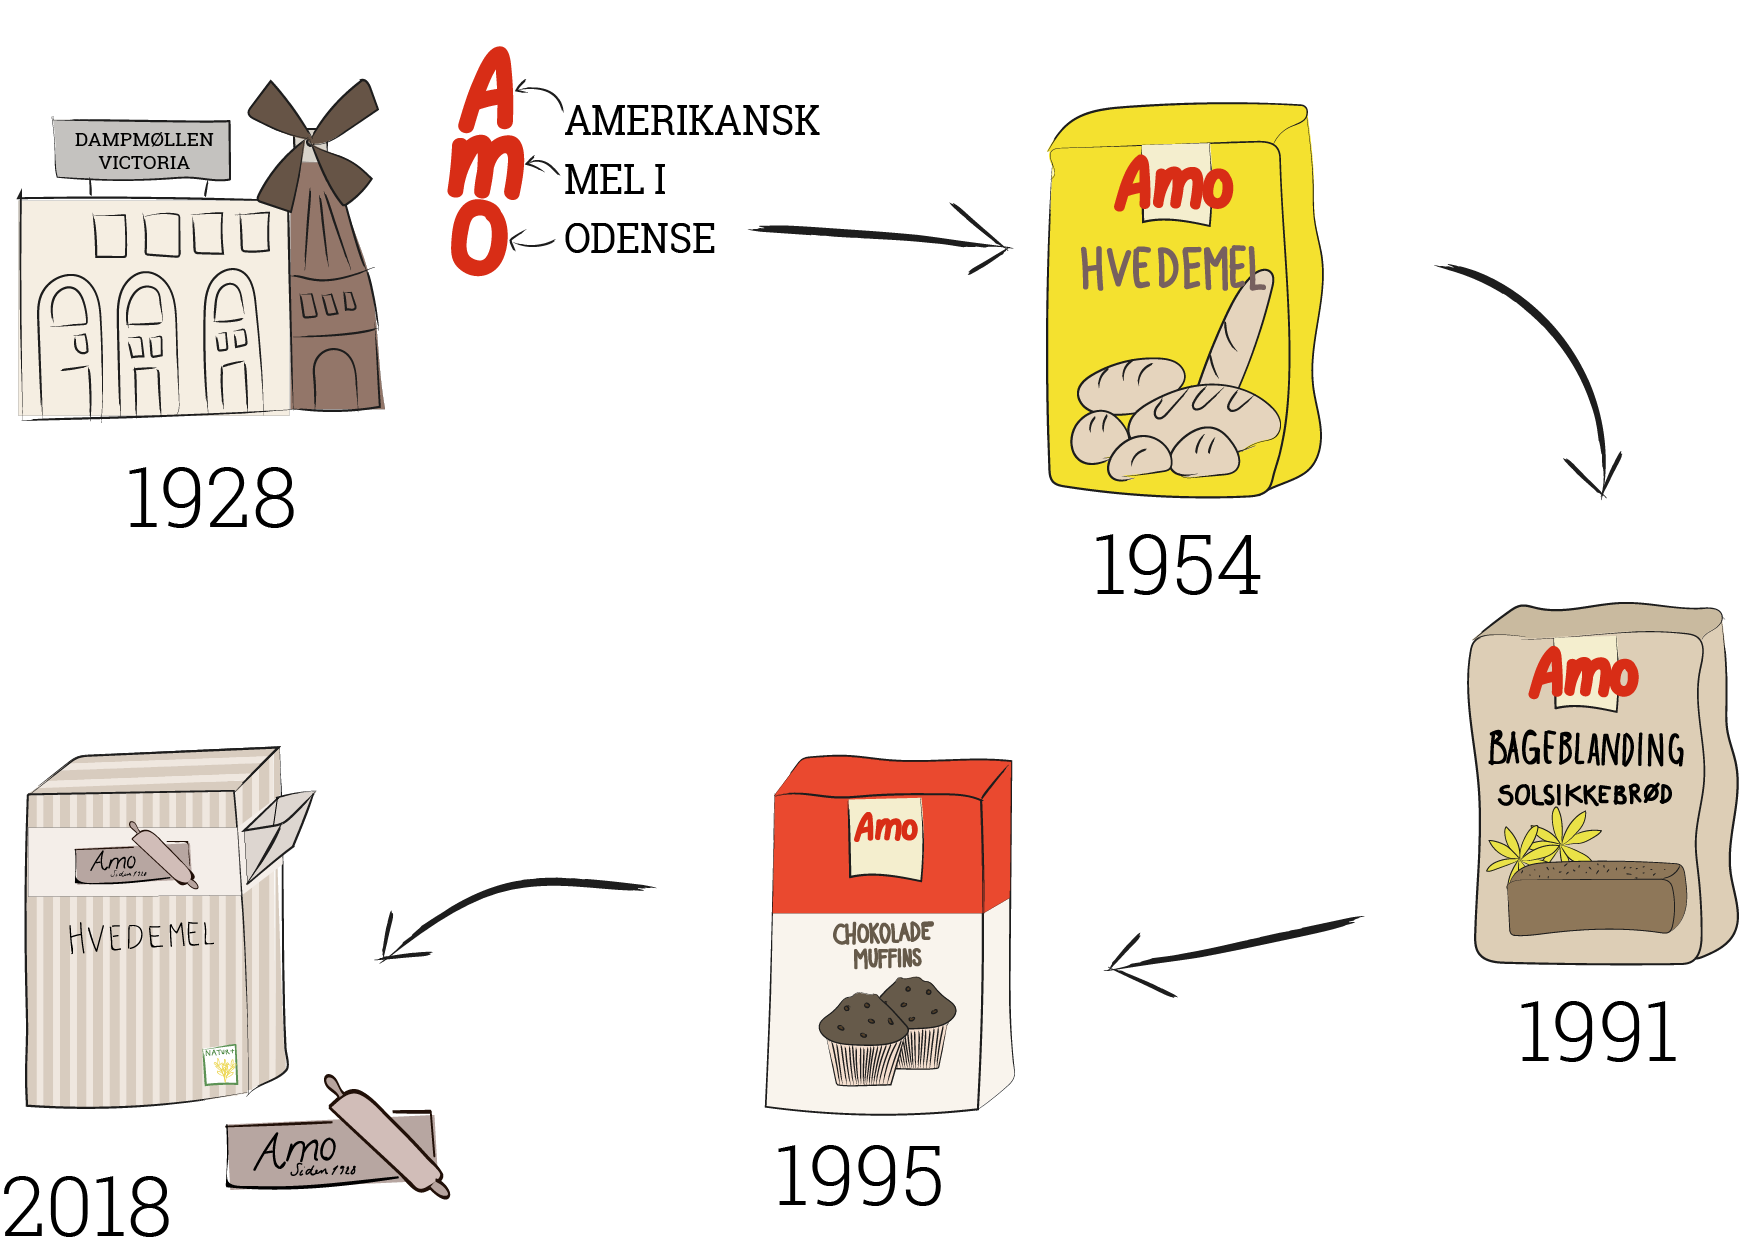 DAMPMØLLEN
VICTORIA
1928
Amo
AMERIKANSK
MEL I
ODENSE
Amo
HVEDEMEL
1954
Amo
BAGEBLANDING
SOLSIKKEBRØD
1991
Amo
CHOKOLADE
MUFFINS
1995
Amo
Siden 1928
HVEDEMEL
NATUR+
Amo
Siden 1928
2018